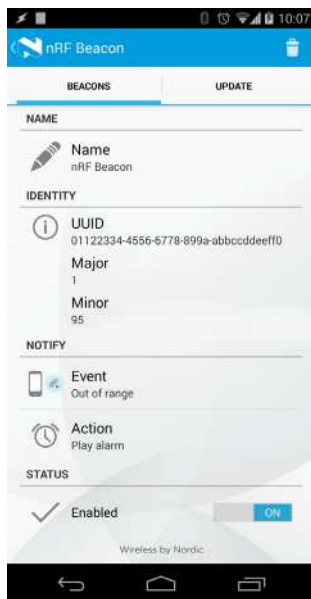 10:07
nRF Beacon
BEACONS UPDATE
NAME
Name
nRF Beacon
IDENTITY
UUID
01122334-4556-6778-899a-abbccddeeff0
Major
1
Minor
95
NOTIFY
Event
Out of range
Action
Play alarm
STATUS
Enabled ON
Wireless by Nordic